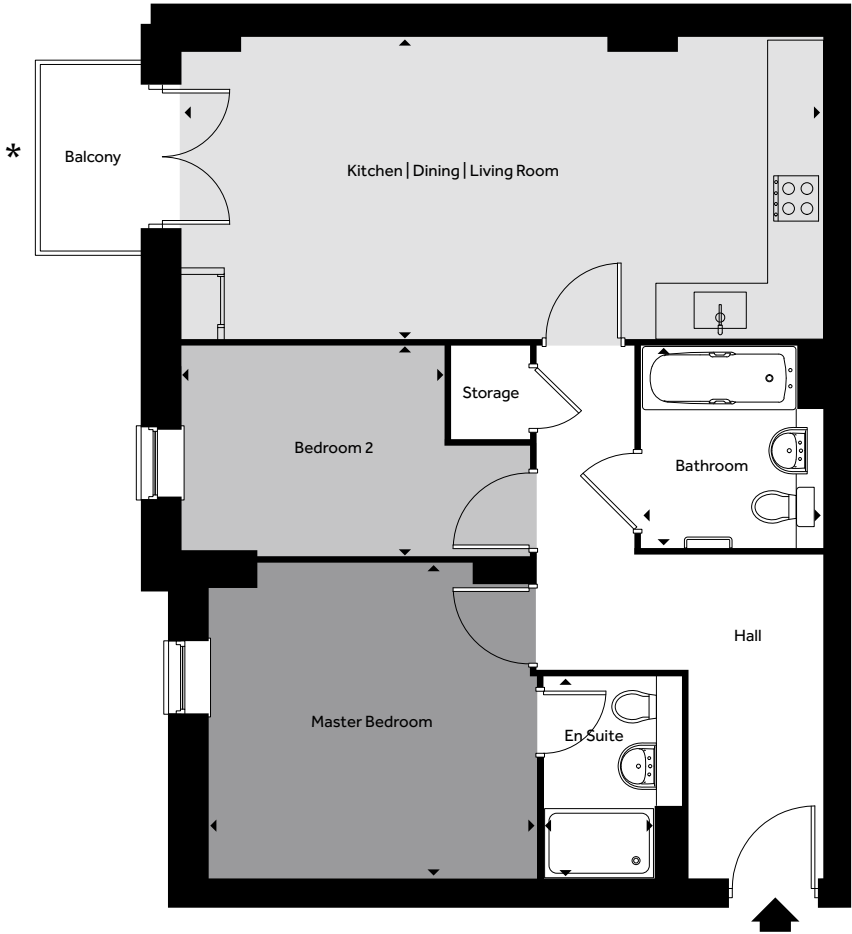 *
Balcony
Kitchen | Dining | Living Room
Storage
Bedroom 2
Bathroom
Hall
Master Bedroom
En Suite